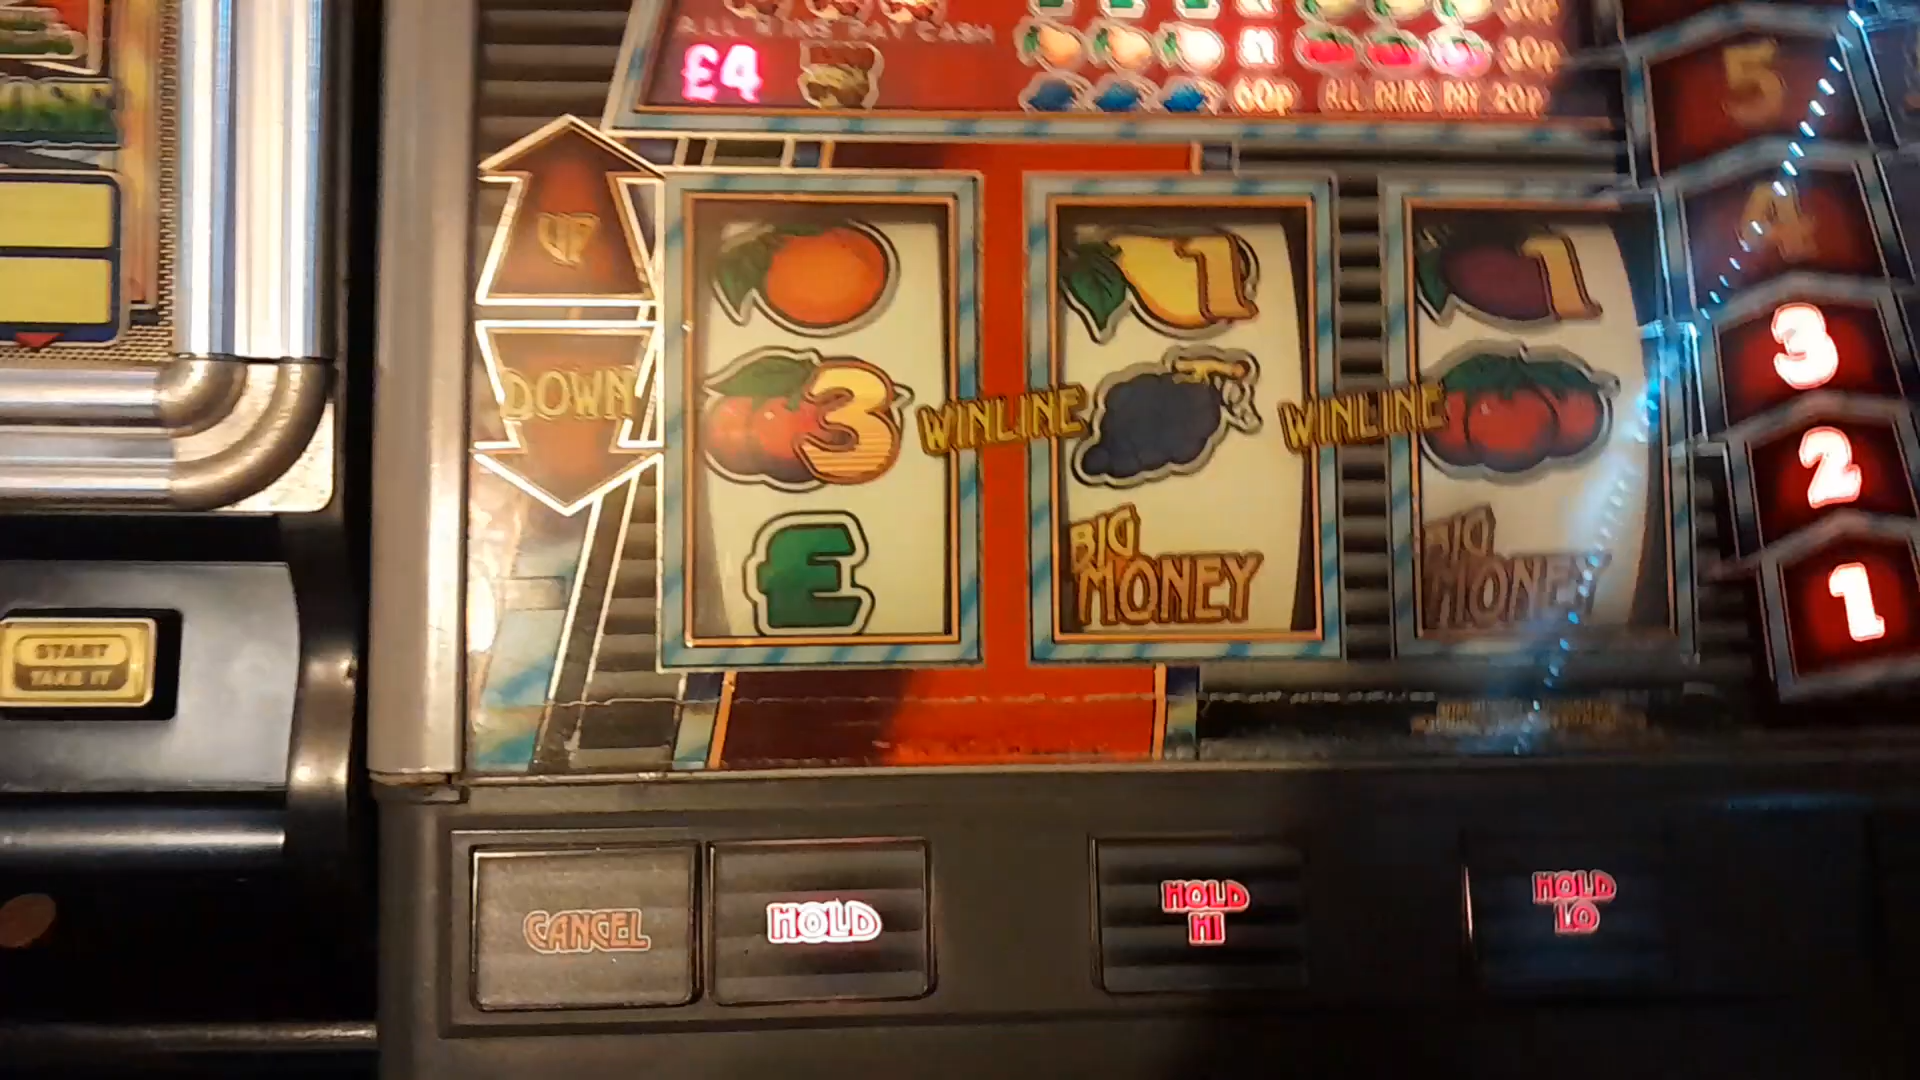 ALL WINS PAY CASH
£4
£1
30p
60p
ALL PAIRS PAY 20p
5
4
UP
1
1
3
DOWN
3
WINLINE
WINLINE
2
£
BIG
MONEY
BIG
MONEY
1
START
TAKE IT
CANCEL
HOLD
HOLD
HI
HOLD
LO